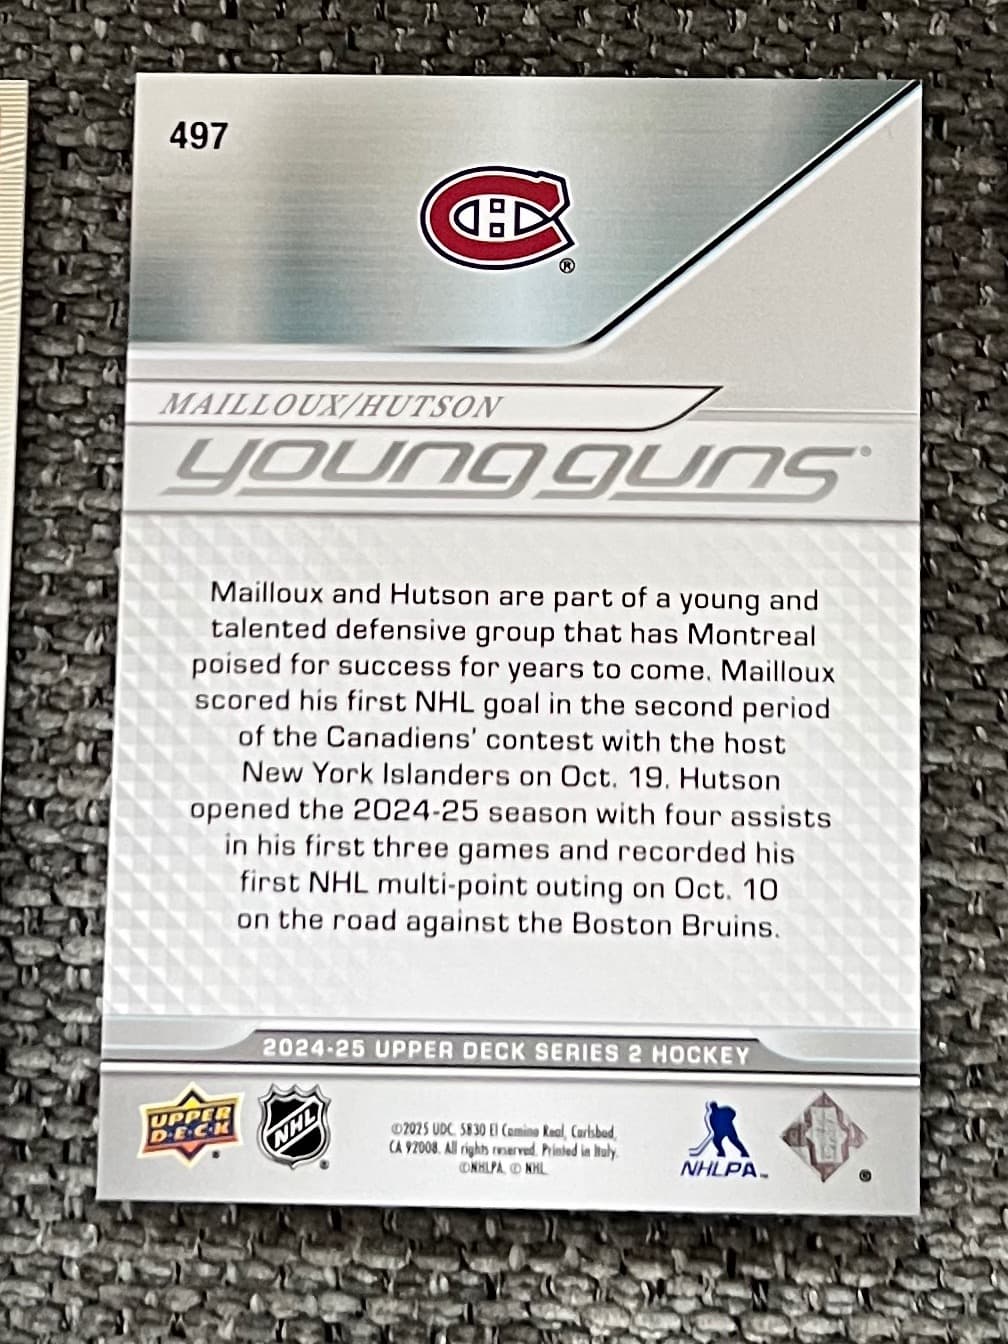 497
®
MAILLOUX/HUTSON
young guns®
Mailloux and Hutson are part of a young and
talented defensive group that has Montreal
poised for success for years to come. Mailloux
scored his first NHL goal in the second period
of the Canadiens' contest with the host
New York Islanders on Oct. 19. Hutson
opened the 2024-25 season with four assists
in his first three games and recorded his
first NHL multi-point outing on Oct. 10
on the road against the Boston Bruins.
2024-25 UPPER DECK SERIES 2 HOCKEY
UPPER
D·E·C·K
NHL
©2025 UDC, 5830 El Camino Real, Carlsbad,
CA 92008. All rights reserved. Printed in Italy.
©NHLPA. © NHL
NHLPA™
®